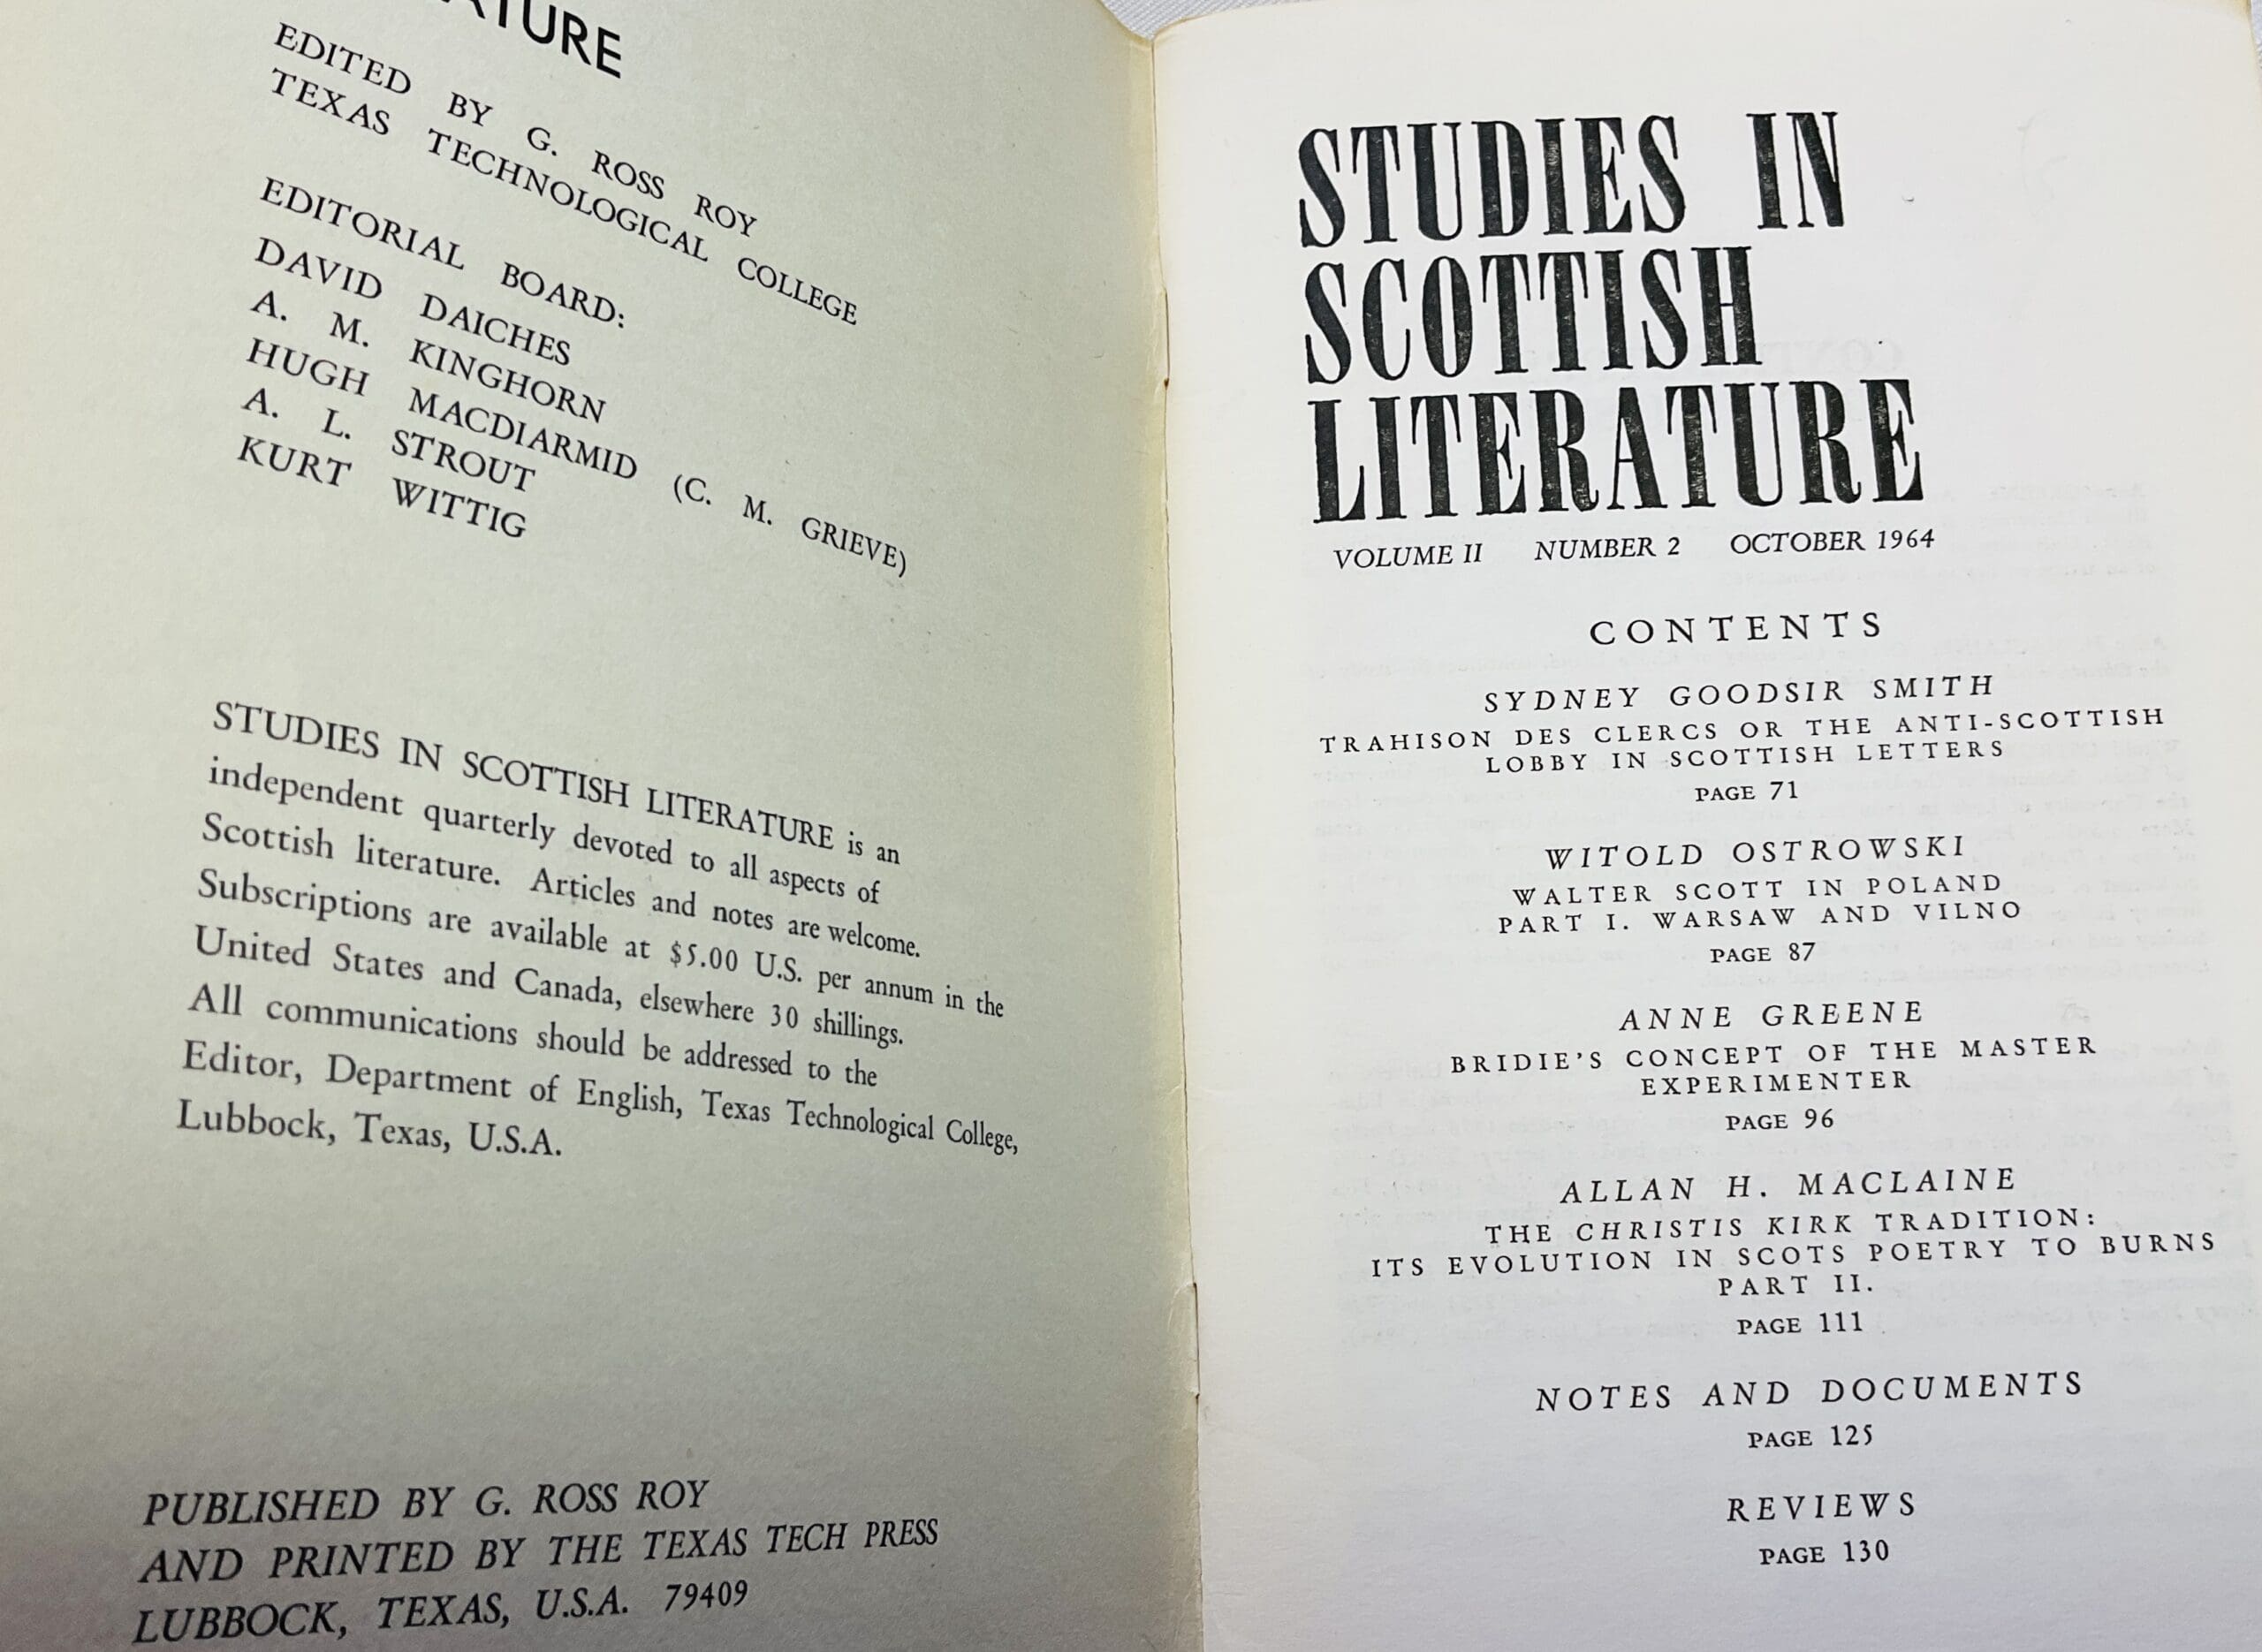 EDITED BY G. ROSS ROY
TEXAS TECHNOLOGICAL COLLEGE
EDITORIAL BOARD:
DAVID DAICHES
A. M. KINGHORN
HUGH MACDIARMID (C. M. GRIEVE)
A. L. STROUT
KURT WITTIG
STUDIES IN SCOTTISH LITERATURE is an
independent quarterly devoted to all aspects of
Scottish literature. Articles and notes are welcome.
Subscriptions are available at $5.00 U.S. per annum in the
United States and Canada, elsewhere 30 shillings.
All communications should be addressed to the
Editor, Department of English, Texas Technological College,
Lubbock, Texas, U.S.A.
PUBLISHED BY G. ROSS ROY
AND PRINTED BY THE TEXAS TECH PRESS
LUBBOCK, TEXAS, U.S.A. 79409
STUDIES IN
SCOTTISH
LITERATURE
VOLUME II NUMBER 2 OCTOBER 1964
CONTENTS
SYDNEY GOODSIR SMITH
TRAHISON DES CLERCS OR THE ANTI-SCOTTISH
LOBBY IN SCOTTISH LETTERS
PAGE 71
WITOLD OSTROWSKI
WALTER SCOTT IN POLAND
PART I. WARSAW AND VILNO
PAGE 87
ANNE GREENE
BRIDIE'S CONCEPT OF THE MASTER
EXPERIMENTER
PAGE 96
ALLAN H. MACLAINE
THE CHRISTIS KIRK TRADITION:
ITS EVOLUTION IN SCOTS POETRY TO BURNS
PART II.
PAGE 111
NOTES AND DOCUMENTS
PAGE 125
REVIEWS
PAGE 130